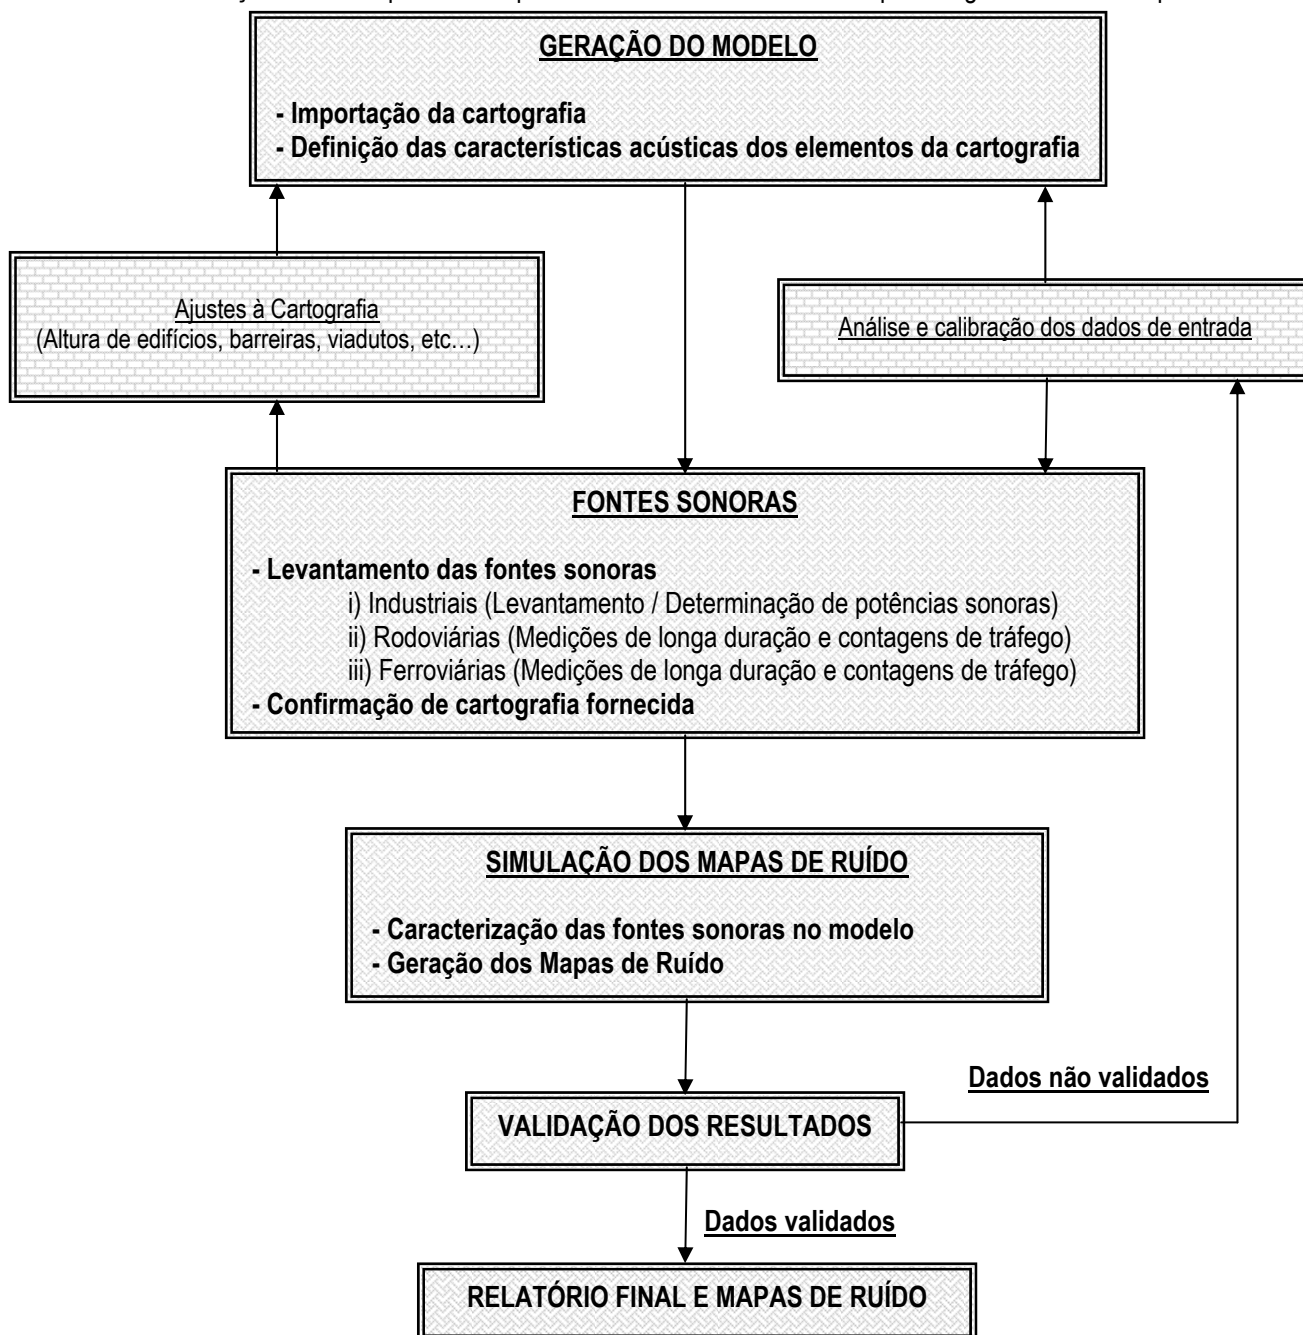 GERAÇÃO DO MODELO
- Importação da cartografia
- Definição das características acústicas dos elementos da cartografia
Ajustes à Cartografia
(Altura de edifícios, barreiras, viadutos, etc…)
Análise e calibração dos dados de entrada
FONTES SONORAS
- Levantamento das fontes sonoras
i) Industriais (Levantamento / Determinação de potências sonoras)
ii) Rodoviárias (Medições de longa duração e contagens de tráfego)
iii) Ferroviárias (Medições de longa duração e contagens de tráfego)
- Confirmação de cartografia fornecida
SIMULAÇÃO DOS MAPAS DE RUÍDO
- Caracterização das fontes sonoras no modelo
- Geração dos Mapas de Ruído
Dados não validados
VALIDAÇÃO DOS RESULTADOS
Dados validados
RELATÓRIO FINAL E MAPAS DE RUÍDO